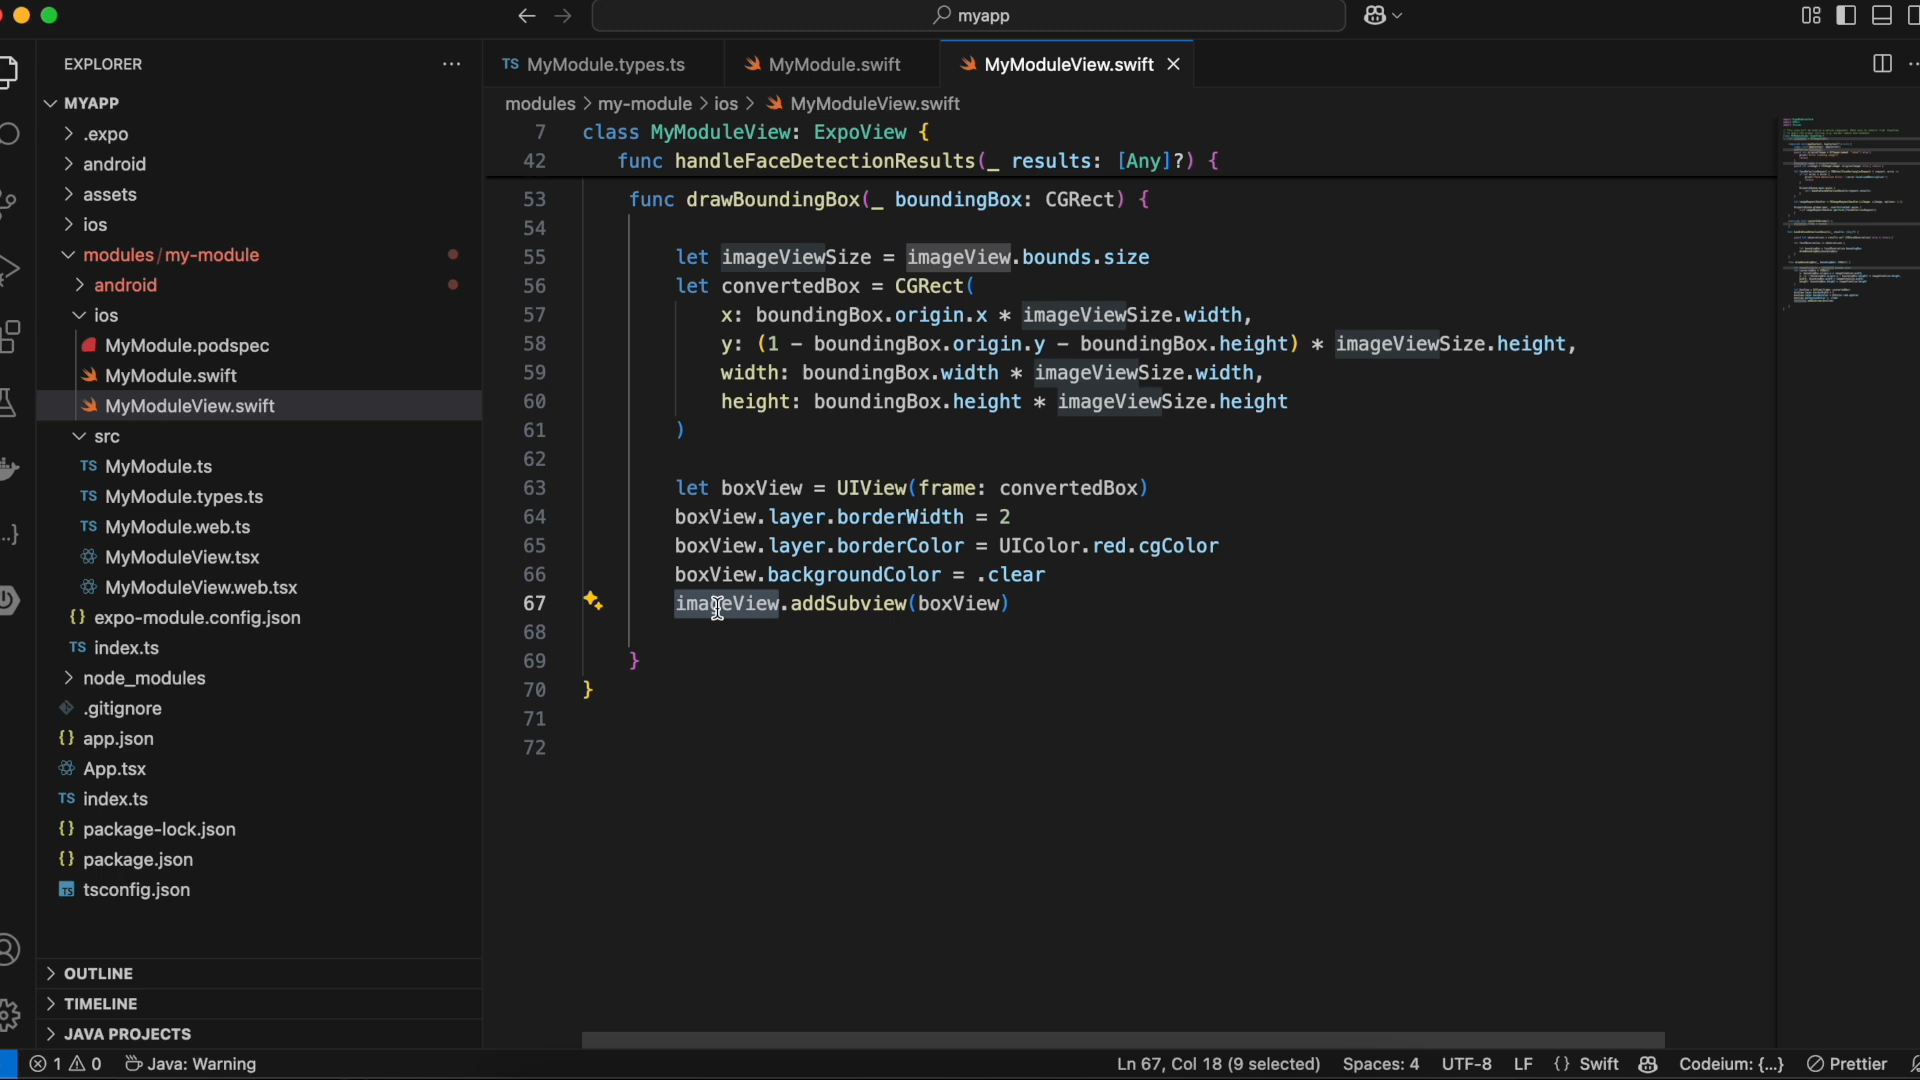 myapp
EXPLORER
MYAPP
.expo
android
assets
ios
modules/my-module
android
ios
MyModule.podspec
MyModule.swift
MyModuleView.swift
src
TS MyModule.ts
TS MyModule.types.ts
TS MyModule.web.ts
MyModuleView.tsx
MyModuleView.web.tsx
{} expo-module.config.json
TS index.ts
node_modules
.gitignore
{} app.json
App.tsx
TS index.ts
{} package-lock.json
{} package.json
TS tsconfig.json
OUTLINE
TIMELINE
JAVA PROJECTS
TS MyModule.types.ts
MyModule.swift
MyModuleView.swift
modules > my-module > ios > MyModuleView.swift
7 class MyModuleView: ExpoView {
42 func handleFaceDetectionResults(_ results: [Any]?) {
53 func drawBoundingBox(_ boundingBox: CGRect) {
54
55 let imageViewSize = imageView.bounds.size
56 let convertedBox = CGRect(
57 x: boundingBox.origin.x * imageViewSize.width,
58 y: (1 - boundingBox.origin.y - boundingBox.height) * imageViewSize.height,
59 width: boundingBox.width * imageViewSize.width,
60 height: boundingBox.height * imageViewSize.height
61 )
62
63 let boxView = UIView(frame: convertedBox)
64 boxView.layer.borderWidth = 2
65 boxView.layer.borderColor = UIColor.red.cgColor
66 boxView.backgroundColor = .clear
67 imageView.addSubview(boxView)
68
69 }
70 }
71
72
1 0 Java: Warning
Ln 67, Col 18 (9 selected) Spaces: 4 UTF-8 LF {} Swift Codeium: {...} Prettier